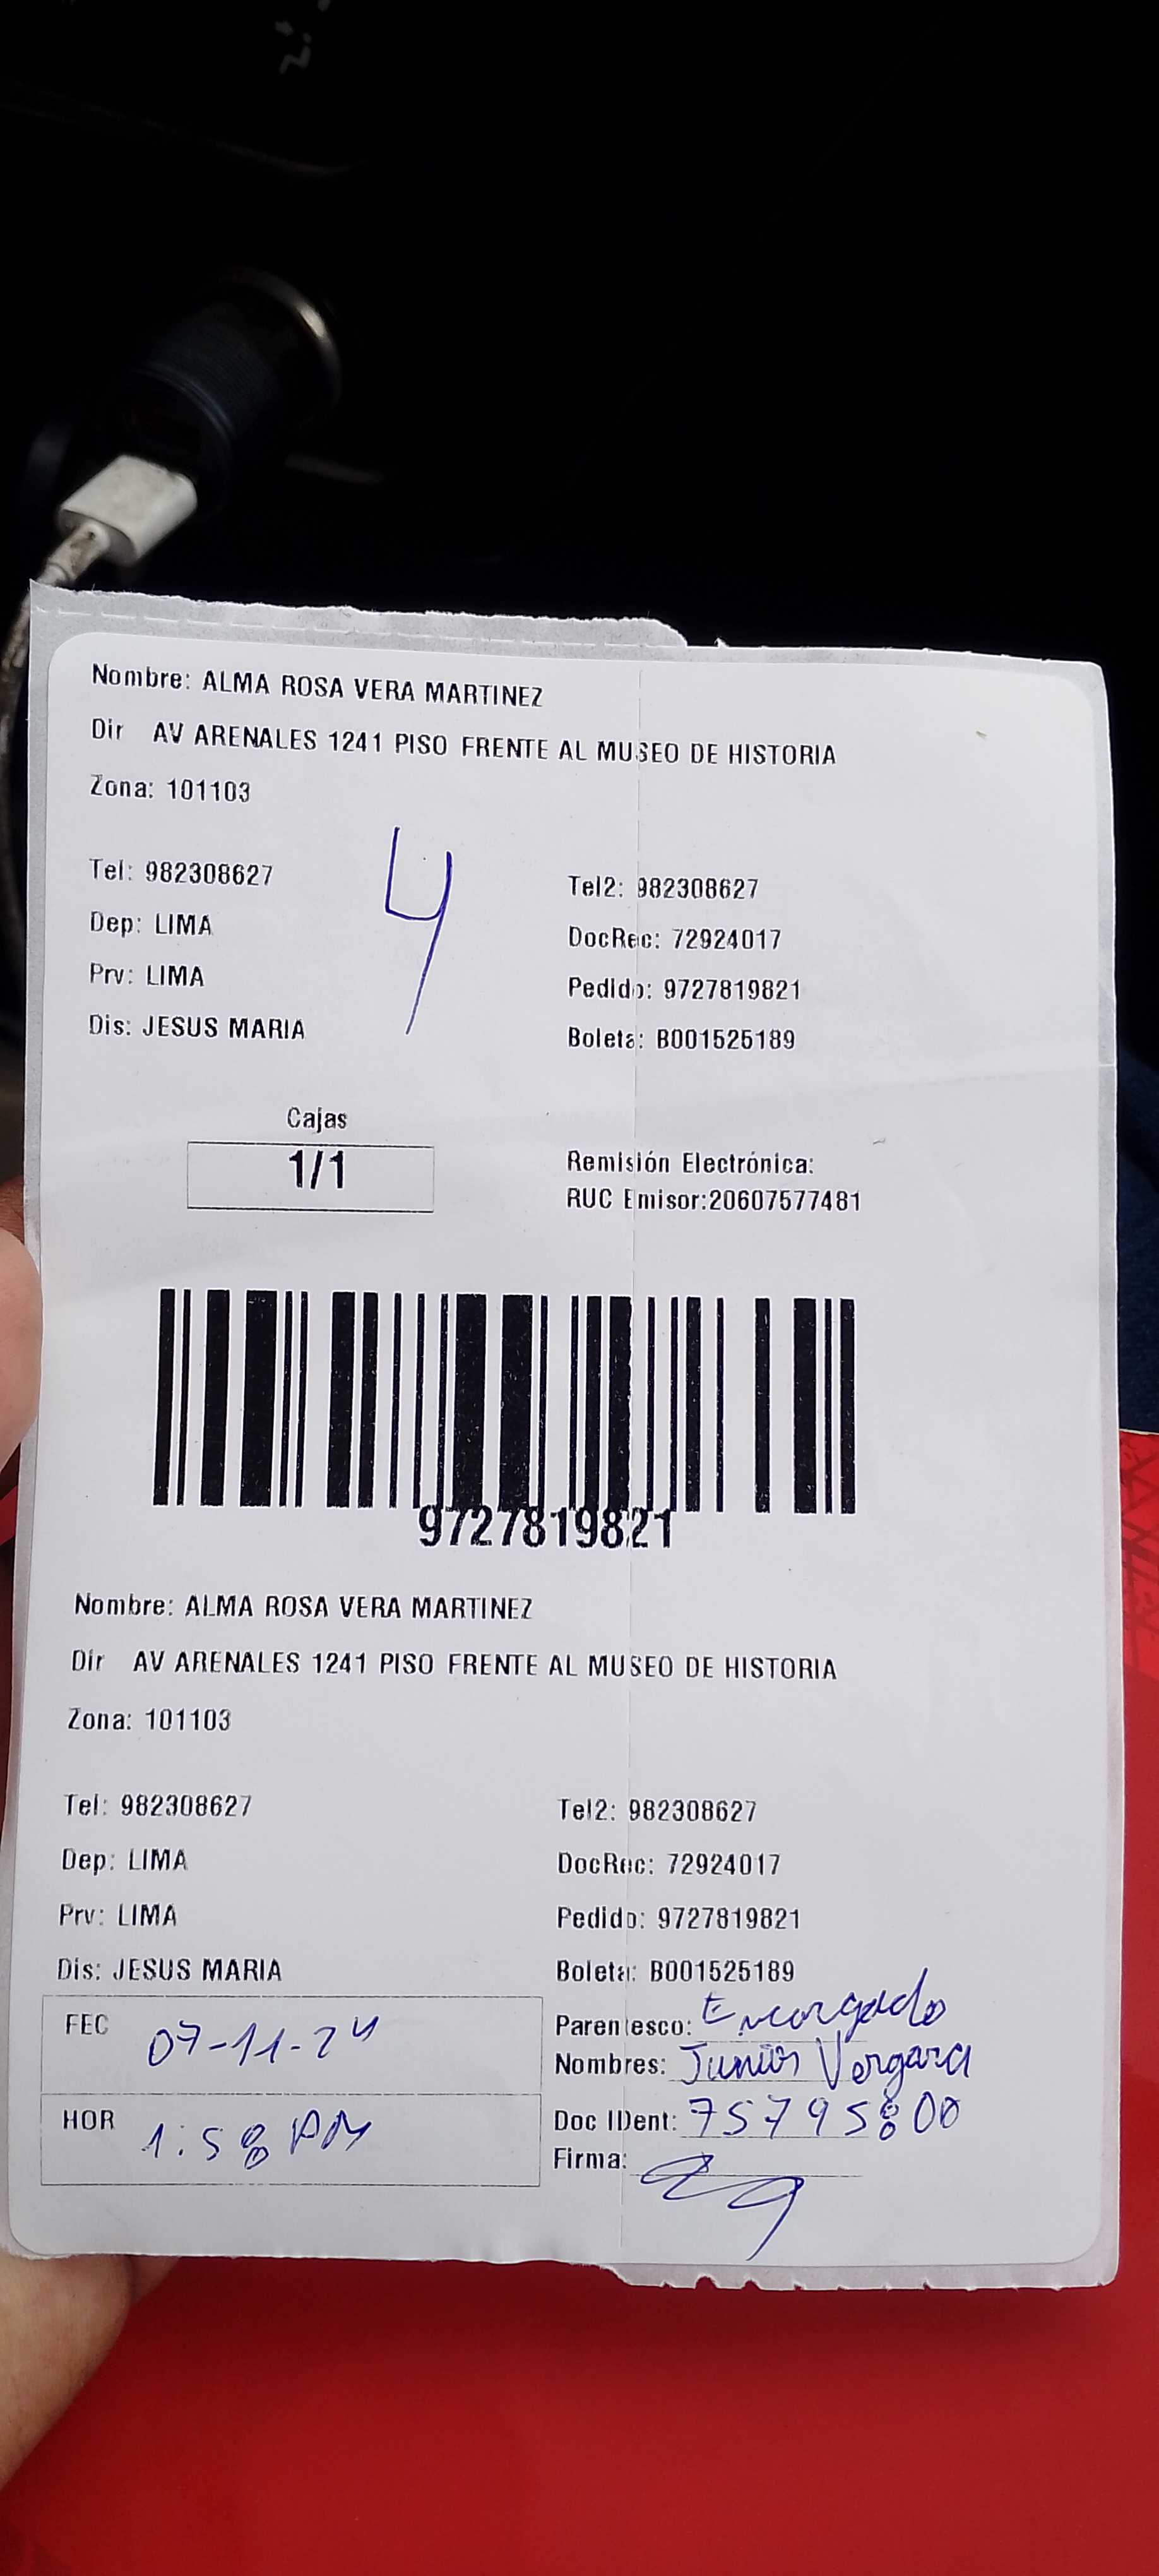 Nombre: ALMA ROSA VERA MARTINEZ
Dir AV ARENALES 1241 PISO FRENTE AL MUSEO DE HISTORIA
Zona: 101103
4
Tel: 982308627 Tel2: 982308627
Dep: LIMA DocRec: 72924017
Prv: LIMA Pedido: 9727819821
Dis: JESUS MARIA Boleta: B001525189
Cajas
1/1
Remisión Electrónica:
RUC Emisor:20607577481
9727819821
Nombre: ALMA ROSA VERA MARTINEZ
Dir AV ARENALES 1241 PISO FRENTE AL MUSEO DE HISTORIA
Zona: 101103
Tel: 982308627 Tel2: 982308627
Dep: LIMA DocRec: 72924017
Prv: LIMA Pedido: 9727819821
Dis: JESUS MARIA Boleta: B001525189
FEC 07-11-24 Parentesco: Encargado
Nombres: Junior Vergara
HOR 1:58 PM Doc IDent: 75795800
Firma: